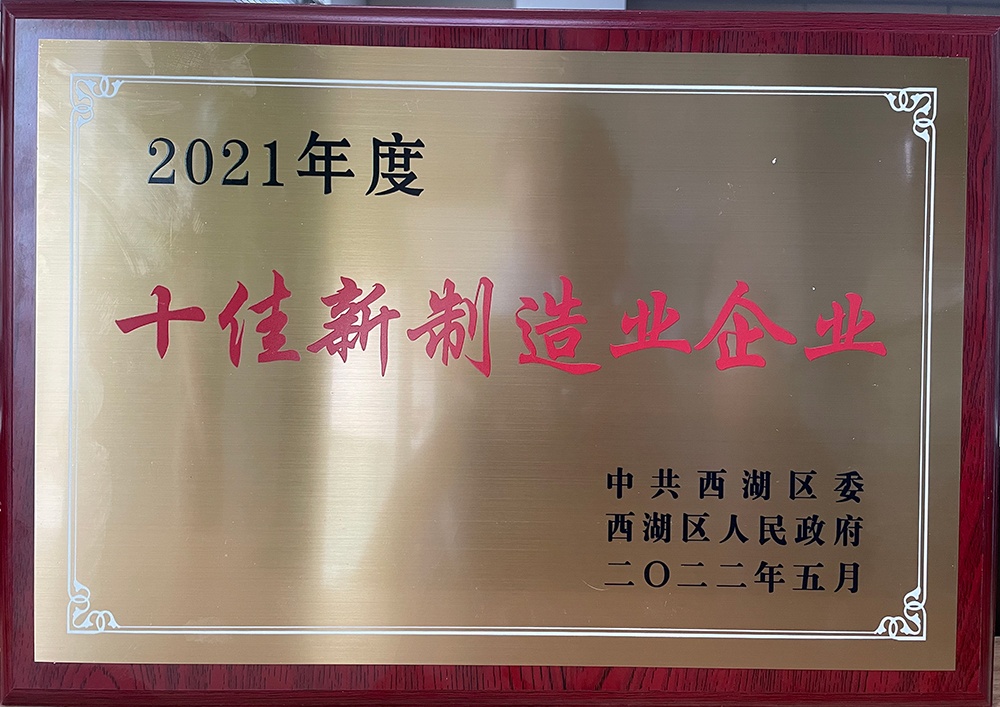 2021年度
十佳新制造业企业
中共西湖区委
西湖区人民政府
二〇二二年五月